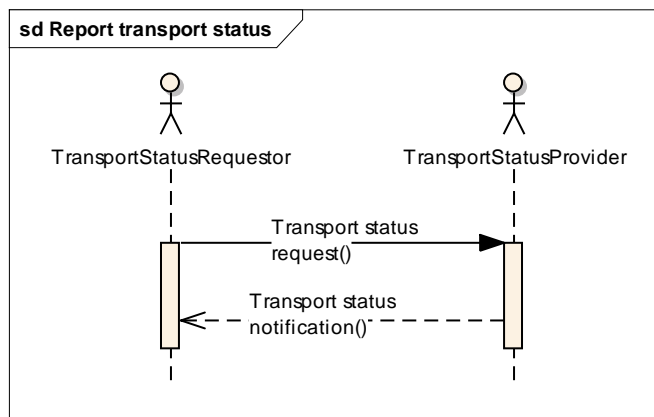 sd Report transport status
TransportStatusRequestor
TransportStatusProvider
Transport status
request()
Transport status
notification()